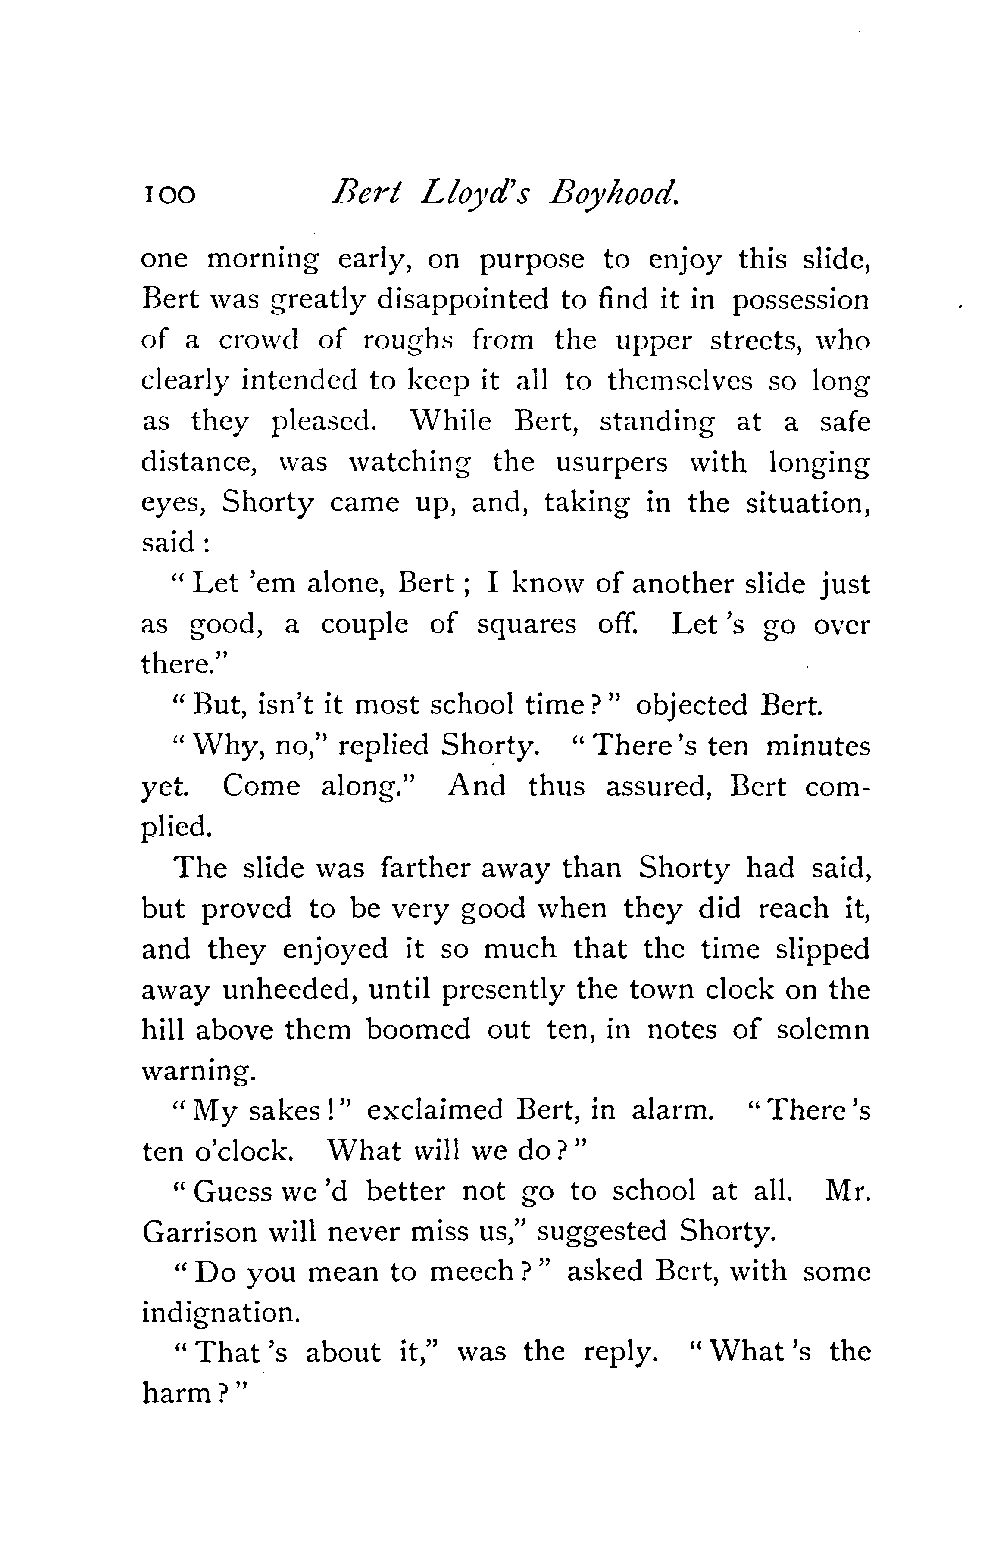 100 Bert Lloyd's Boyhood.
one morning early, on purpose to enjoy this slide,
Bert was greatly disappointed to find it in possession
of a crowd of roughs from the upper streets, who
clearly intended to keep it all to themselves so long
as they pleased. While Bert, standing at a safe
distance, was watching the usurpers with longing
eyes, Shorty came up, and, taking in the situation,
said :
" Let 'em alone, Bert ; I know of another slide just
as good, a couple of squares off. Let 's go over
there."
" But, isn't it most school time ? " objected Bert.
" Why, no," replied Shorty. " There 's ten minutes
yet. Come along." And thus assured, Bert com-
plied.
The slide was farther away than Shorty had said,
but proved to be very good when they did reach it,
and they enjoyed it so much that the time slipped
away unheeded, until presently the town clock on the
hill above them boomed out ten, in notes of solemn
warning.
" My sakes ! " exclaimed Bert, in alarm. " There 's
ten o'clock. What will we do ? "
" Guess we 'd better not go to school at all. Mr.
Garrison will never miss us," suggested Shorty.
" Do you mean to meech ? " asked Bert, with some
indignation.
" That 's about it," was the reply. " What 's the
harm ? "